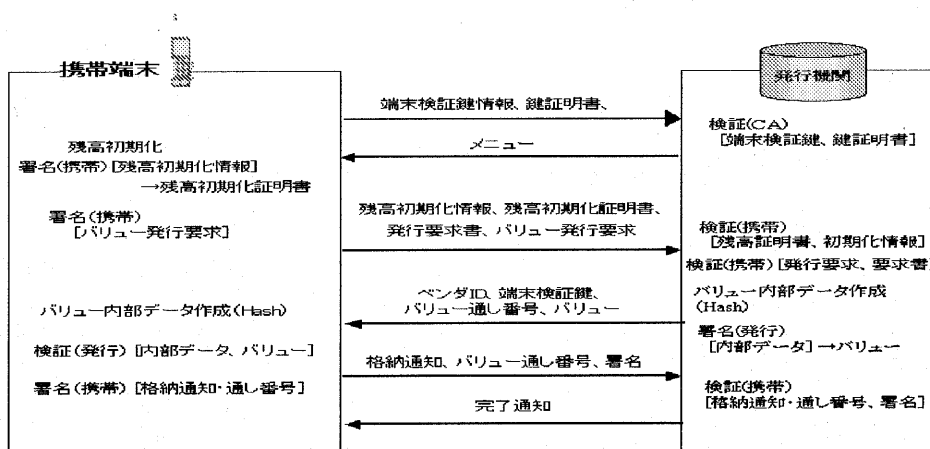 携帯端末
発行機関
端末検証鍵情報、鍵証明書、
検証(CA)
[端末検証鍵、鍵証明書]
メニュー
残高初期化
署名(携帯)[残高初期化情報]
→残高初期化証明書
署名(携帯)
[バリュー発行要求]
残高初期化情報、残高初期化証明書、
発行要求書、バリュー発行要求
検証(携帯)
[残高証明書、初期化情報]
検証(携帯)[発行要求、要求書]
ベンダID、端末検証鍵、
バリュー通し番号、バリュー
バリュー内部データ作成(Hash)
バリュー内部データ作成
(Hash)
署名(発行)
[内部データ]→バリュー
検証(発行)[内部データ、バリュー]
格納通知、バリュー通し番号、署名
署名(携帯)[格納通知・通し番号]
検証(携帯)
[格納通知・通し番号、署名]
完了通知